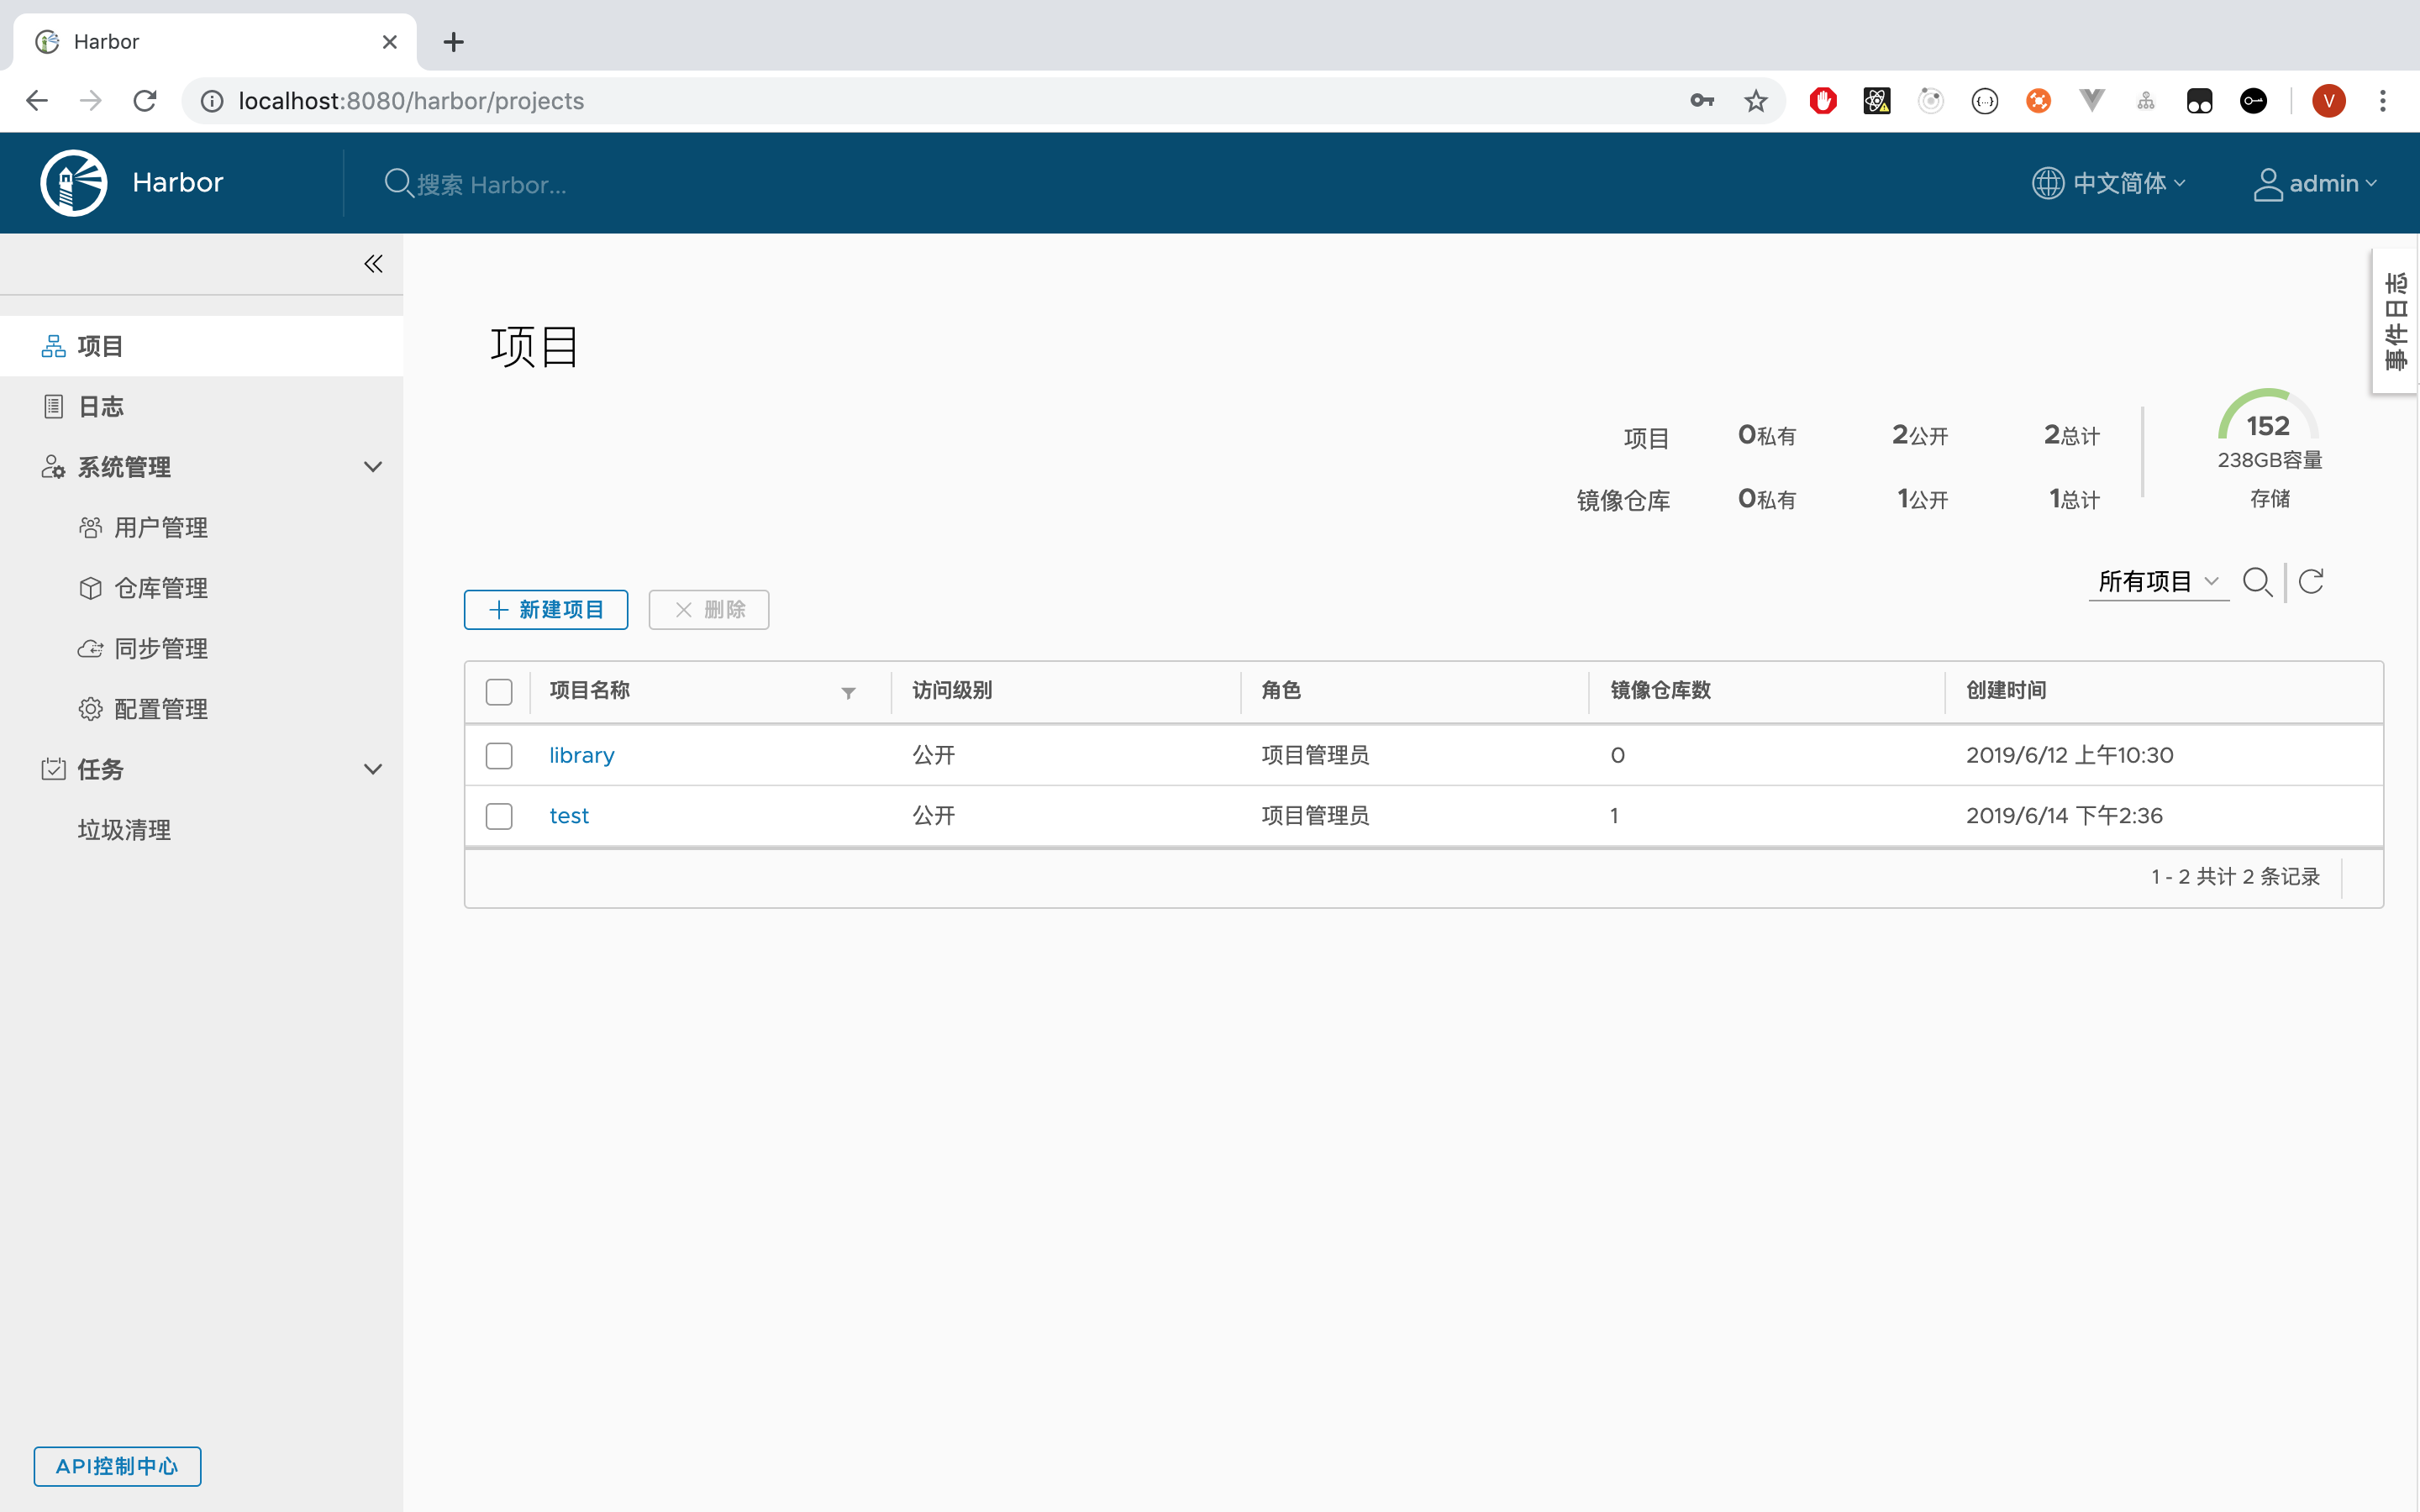 Harbor
localhost:8080/harbor/projects
V
Harbor
搜索 Harbor...
中文简体
admin
事件日志
项目
日志
系统管理
用户管理
仓库管理
同步管理
配置管理
任务
垃圾清理
API控制中心
项目
项目 0私有 2公开 2总计
镜像仓库 0私有 1公开 1总计
152
238GB容量
存储
所有项目
新建项目 删除
项目名称 访问级别 角色 镜像仓库数 创建时间
library 公开 项目管理员 0 2019/6/12 上午10:30
test 公开 项目管理员 1 2019/6/14 下午2:36
1 - 2 共计 2 条记录